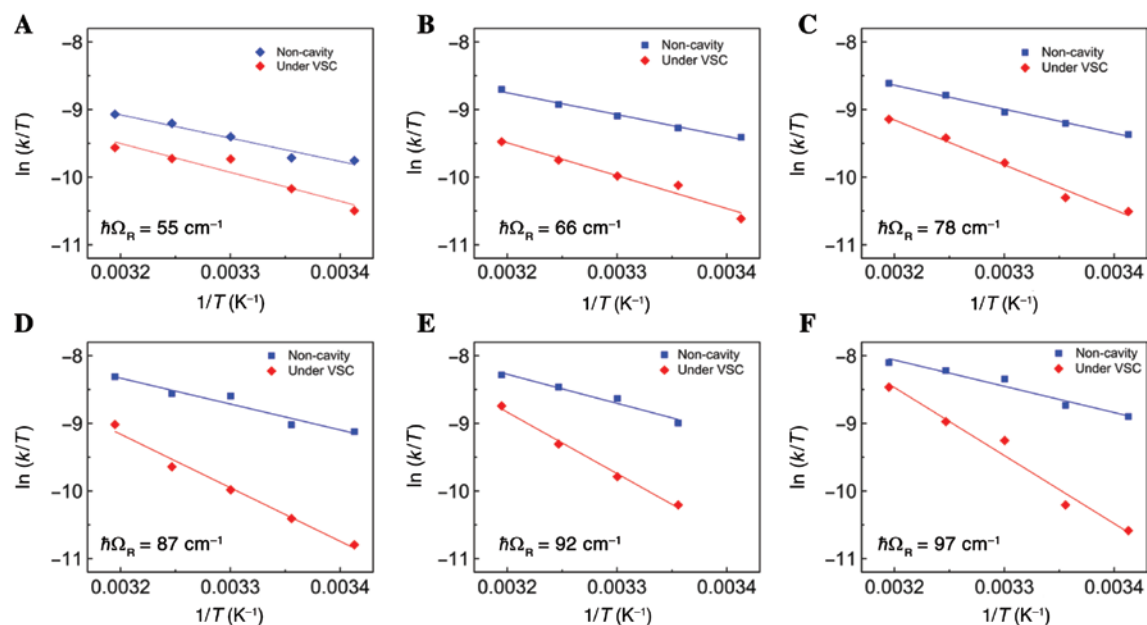 A
B
C
Non-cavity
Under VSC
Non-cavity
Under VSC
Non-cavity
Under VSC
ln (k/T)
ln (k/T)
ln (k/T)
−8
−9
−10
−11
−8
−9
−10
−11
−8
−9
−10
−11
ħΩR = 55 cm−1
ħΩR = 66 cm−1
ħΩR = 78 cm−1
0.0032 0.0033 0.0034
0.0032 0.0033 0.0034
0.0032 0.0033 0.0034
1/T (K−1)
1/T (K−1)
1/T (K−1)
D
E
F
Non-cavity
Under VSC
Non-cavity
Under VSC
Non-cavity
Under VSC
ln (k/T)
ln (k/T)
ln (k/T)
−8
−9
−10
−11
−8
−9
−10
−11
−8
−9
−10
−11
ħΩR = 87 cm−1
ħΩR = 92 cm−1
ħΩR = 97 cm−1
0.0032 0.0033 0.0034
0.0032 0.0033 0.0034
0.0032 0.0033 0.0034
1/T (K−1)
1/T (K−1)
1/T (K−1)